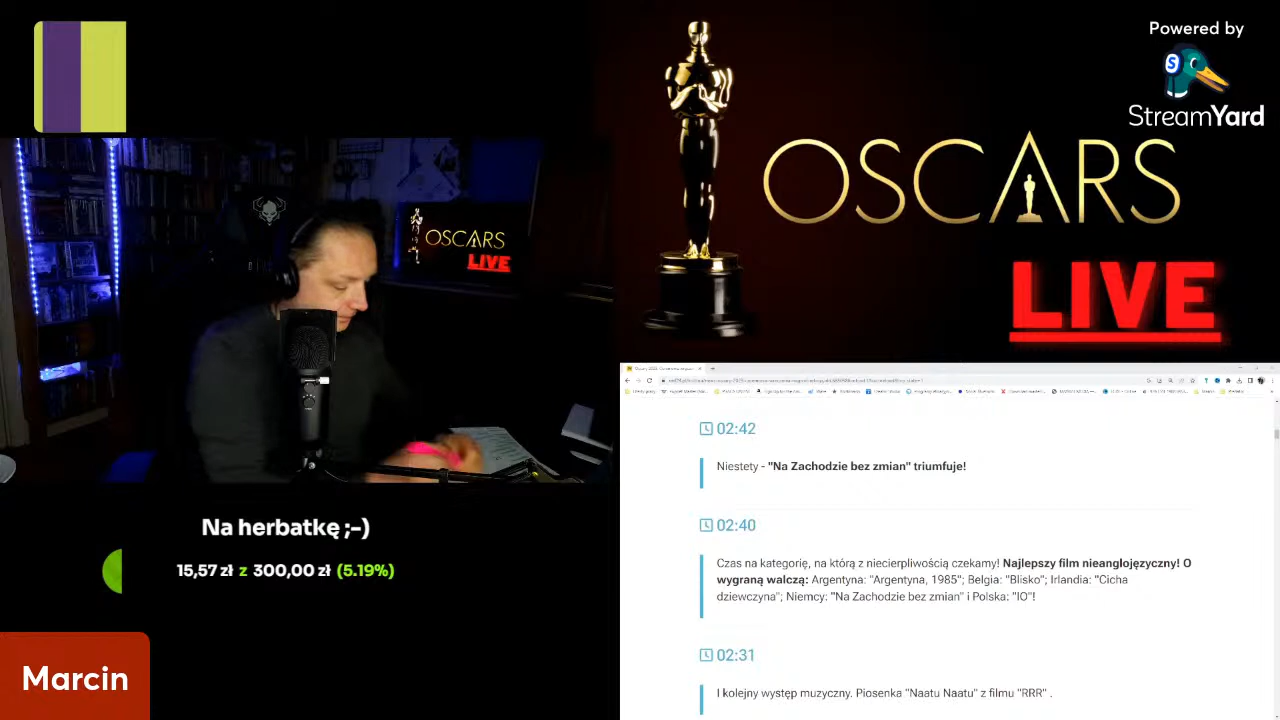 Powered by
S
StreamYard
OSCARS
LIVE
OSCARS
LIVE
Na herbatkę ;-)
15,57 zł z 300,00 zł (5.19%)
Marcin
02:42
Niestety - "Na Zachodzie bez zmian" triumfuje!
02:40
Czas na kategorię, na którą z niecierpliwością czekamy! Najlepszy film nieanglojęzyczny! O
wygraną walczą: Argentyna: "Argentyna, 1985"; Belgia: "Blisko"; Irlandia: "Cicha
dziewczyna"; Niemcy: "Na Zachodzie bez zmian" i Polska: "IO"!
02:31
I kolejny występ muzyczny. Piosenka "Naatu Naatu" z filmu "RRR" .